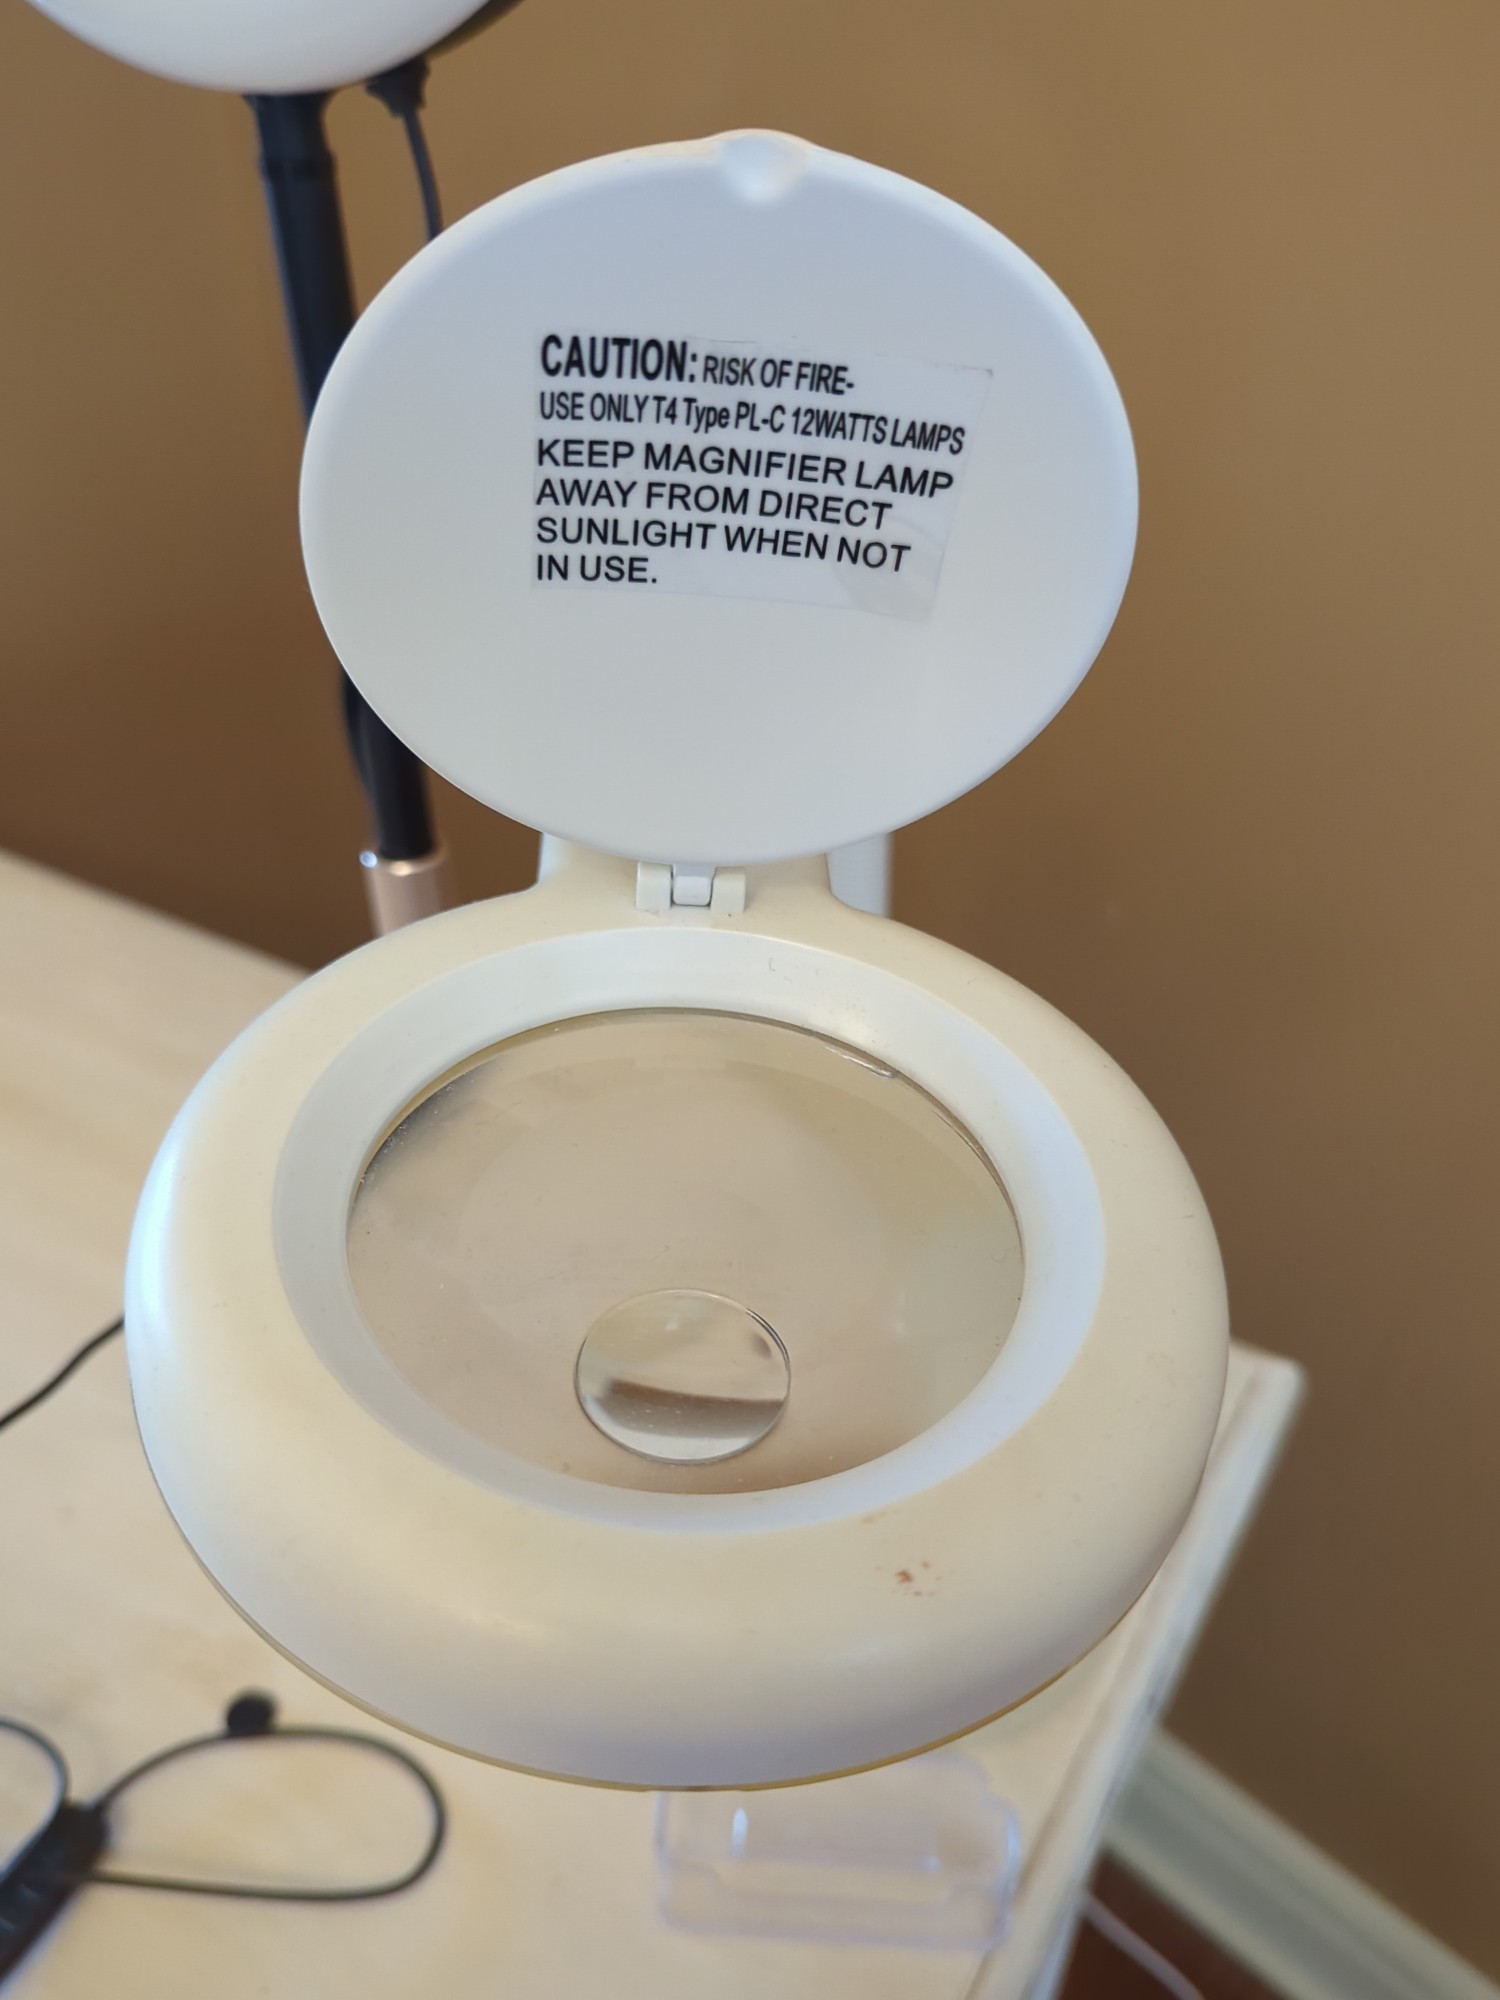 CAUTION: RISK OF FIRE-
USE ONLY T4 Type PL-C 12WATTS LAMPS
KEEP MAGNIFIER LAMP
AWAY FROM DIRECT
SUNLIGHT WHEN NOT
IN USE.